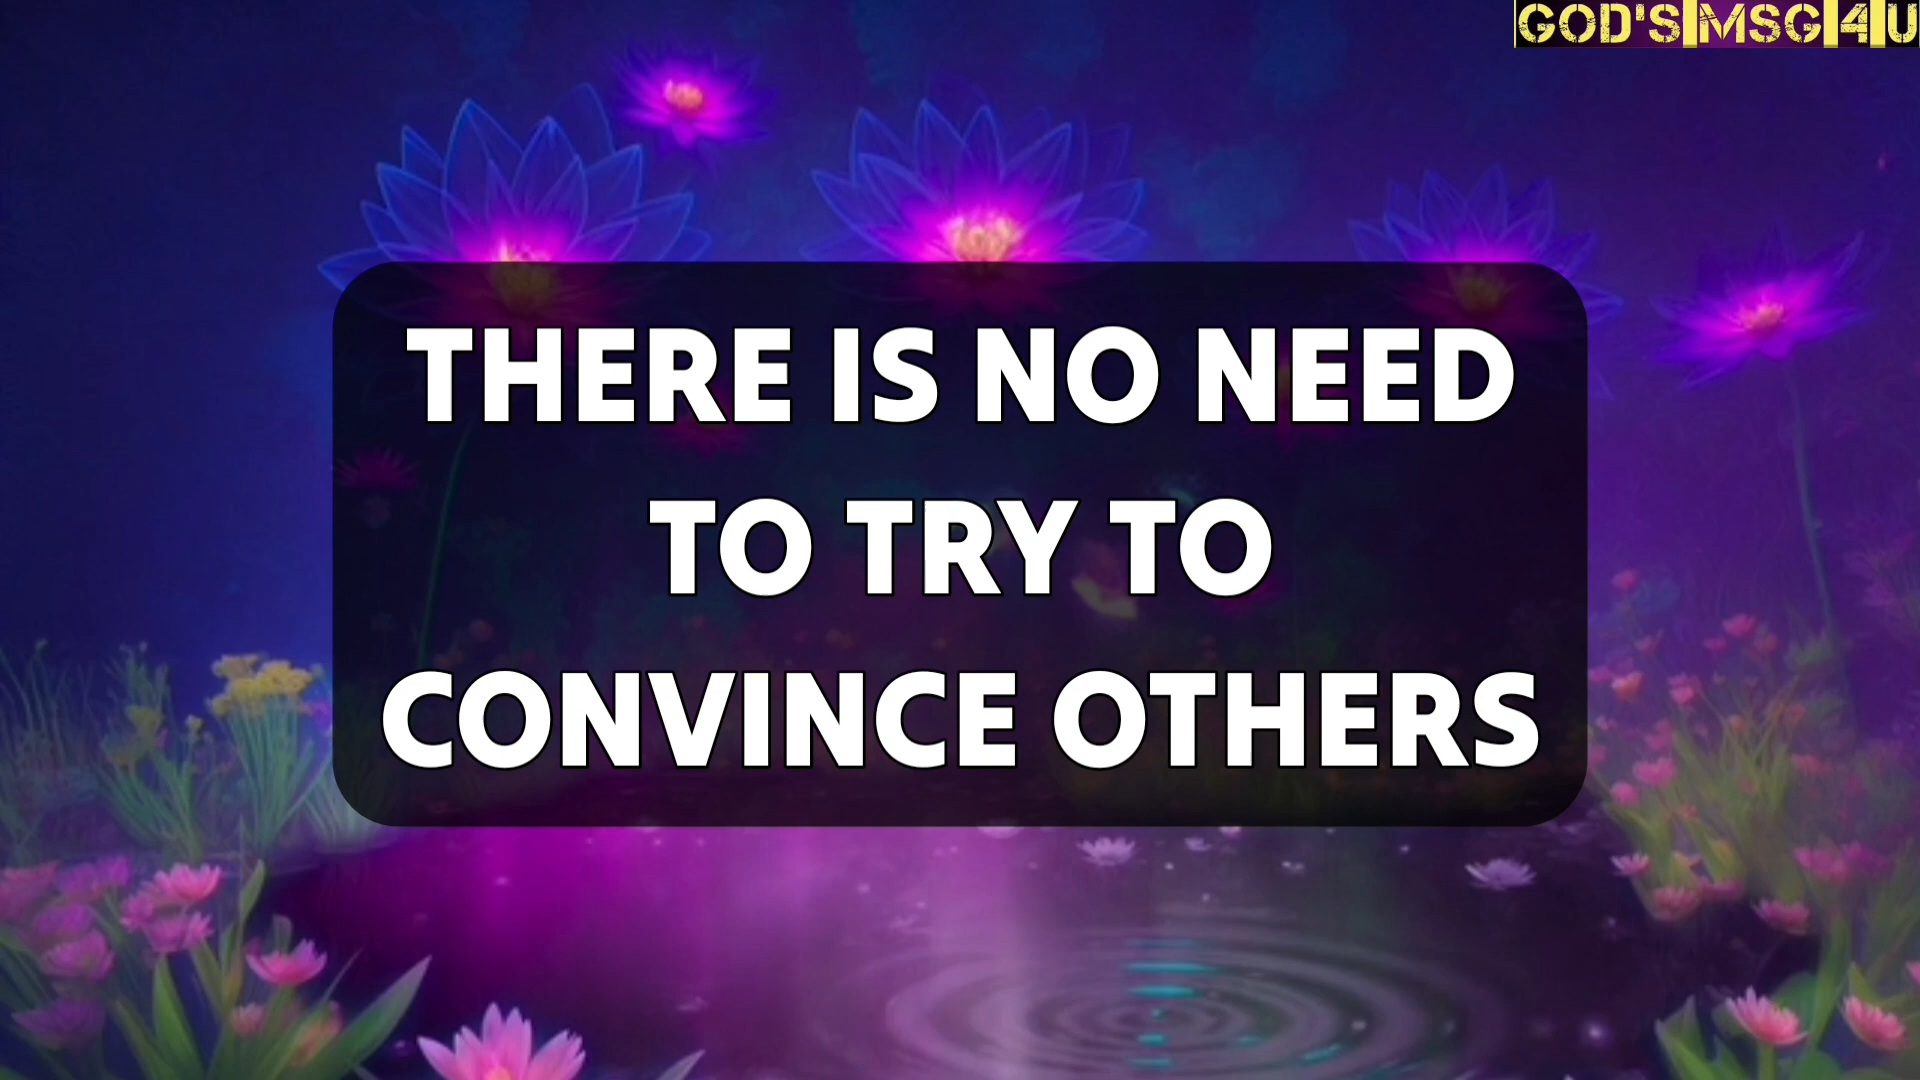 GOD'S MSG 4 U
THERE IS NO NEED
TO TRY TO
CONVINCE OTHERS